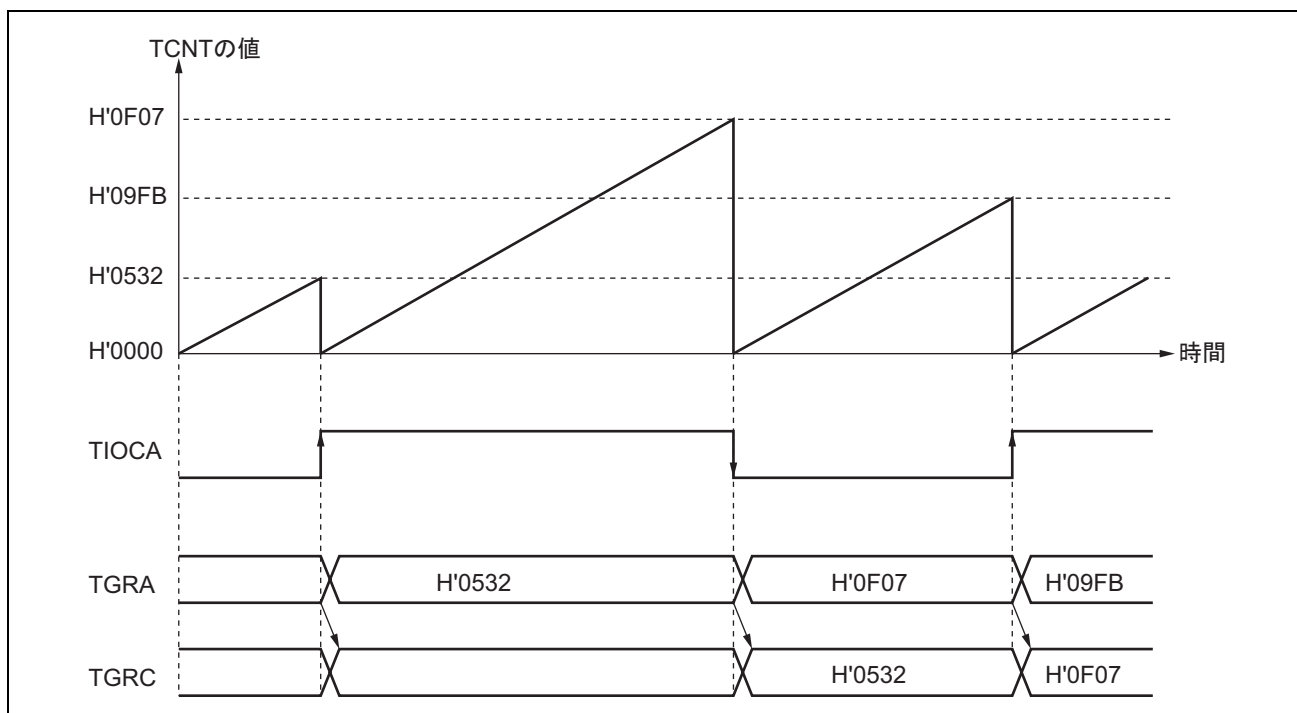 TCNTの値
H'0F07
H'09FB
H'0532
H'0000
時間
TIOCA
TGRA
H'0532
H'0F07
H'09FB
TGRC
H'0532
H'0F07